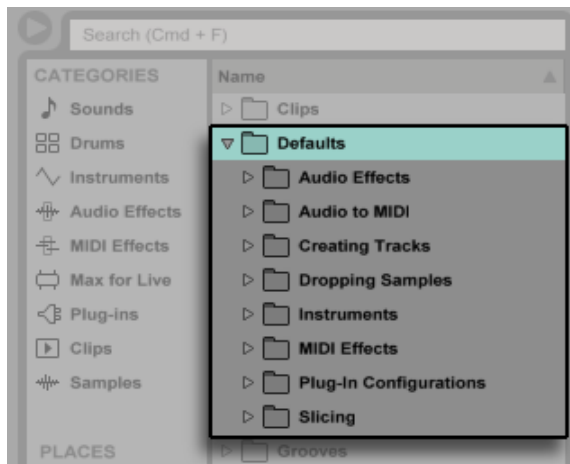 Search (Cmd + F)
CATEGORIES
Sounds
Drums
Instruments
Audio Effects
MIDI Effects
Max for Live
Plug-ins
Clips
Samples
PLACES
Name
Clips
Defaults
Audio Effects
Audio to MIDI
Creating Tracks
Dropping Samples
Instruments
MIDI Effects
Plug-In Configurations
Slicing
Grooves